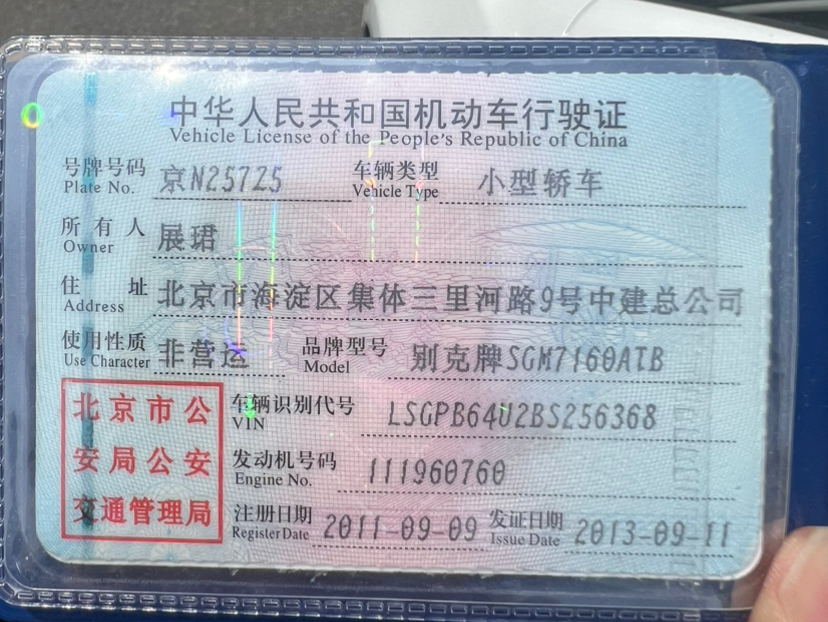 中华人民共和国机动车行驶证
Vehicle License of the People's Republic of China
号牌号码 京N25725 车辆类型 小型轿车
Plate No. Vehicle Type
所有人 展珺
Owner
住址 北京市海淀区集体三里河路9号中建总公司
Address
使用性质 非营运 品牌型号 别克牌SGM7160ATB
Use Character Model
北京市公 车辆识别代号 LSGPB64U2BS256368
VIN
安局公安 发动机号码 111960760
Engine No.
交通管理局 注册日期 2011-09-09 发证日期 2013-09-11
Register Date Issue Date